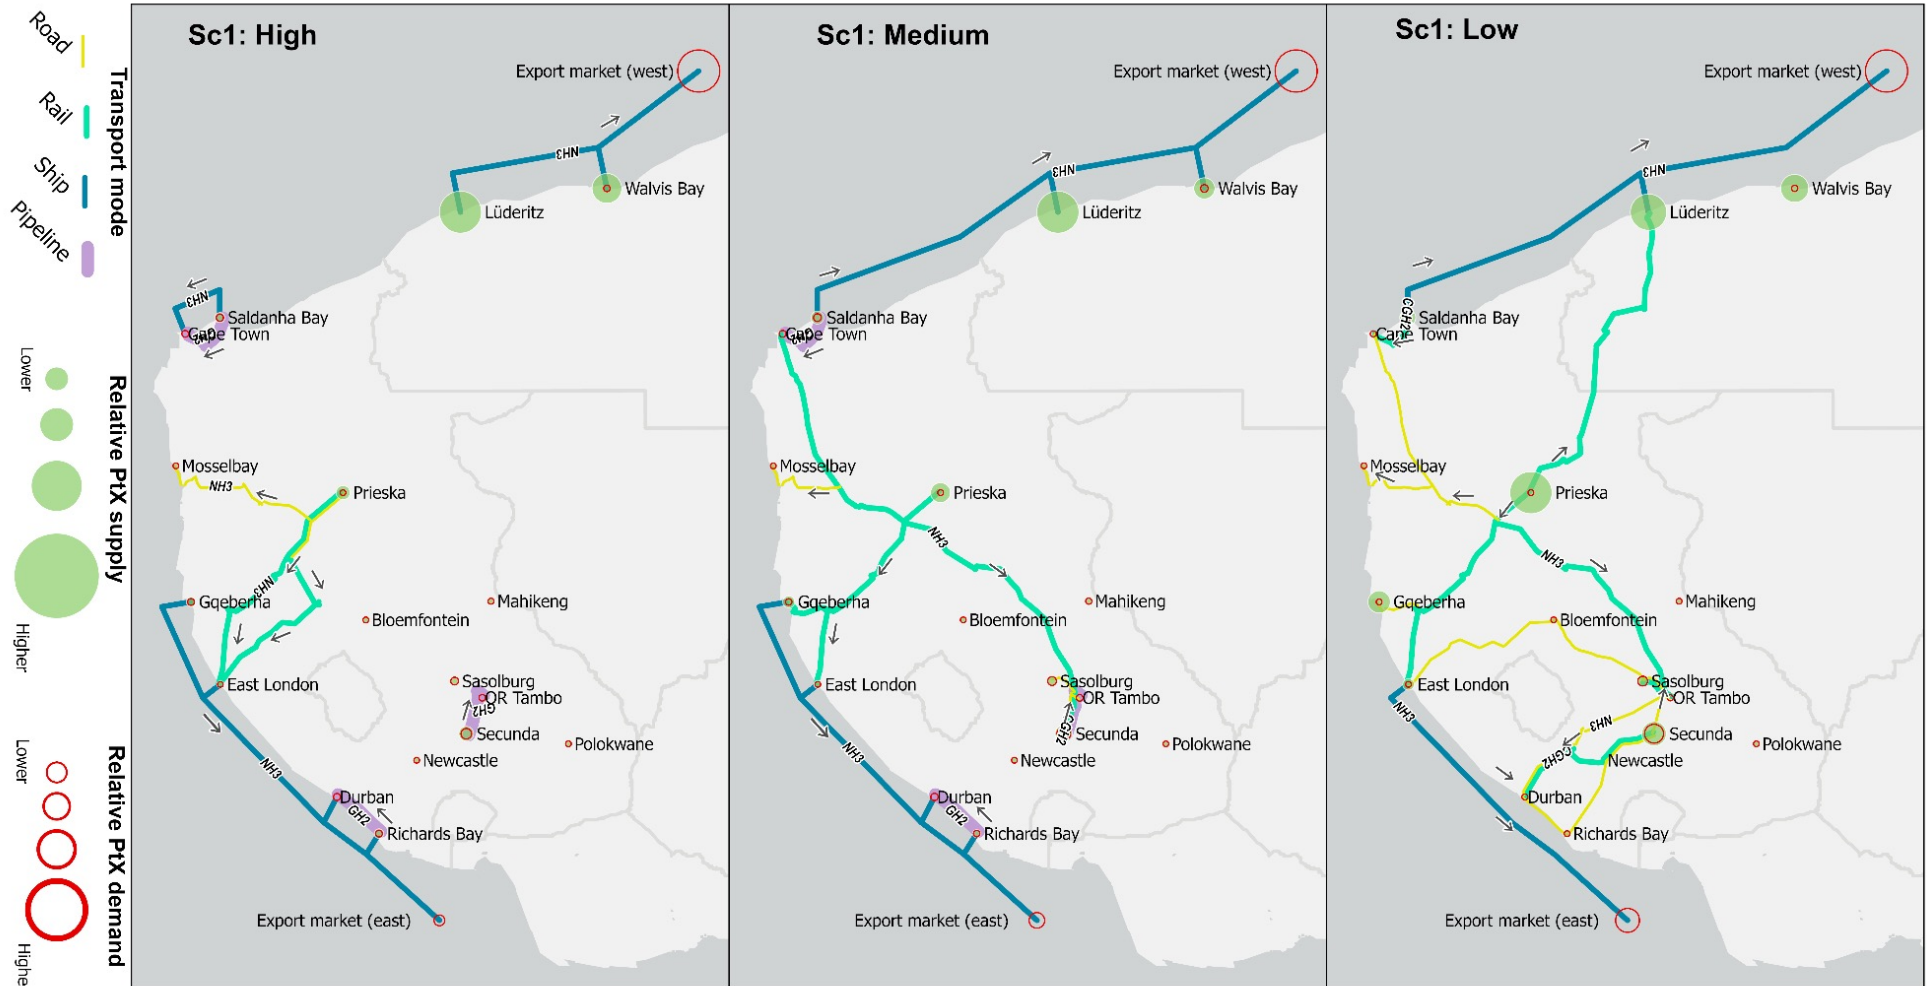 Transport mode
Road
Rail
Ship
Pipeline
Relative PtX supply
Lower
Higher
Relative PtX demand
Lower
Highe
Sc1: High
Export market (west)
NH3
Walvis Bay
Lüderitz
NH3
Saldanha Bay
Cape Town
Mosselbay
NH3
Prieska
NH3
Gqeberha
Mahikeng
Bloemfontein
East London
Sasolburg
OR Tambo
GH2
Secunda
Polokwane
Newcastle
NH3
Durban
GH2
Richards Bay
Export market (east)
Sc1: Medium
Export market (west)
NH3
Walvis Bay
Lüderitz
Saldanha Bay
Cape Town
Mosselbay
Prieska
NH3
Gqeberha
Mahikeng
Bloemfontein
East London
Sasolburg
OR Tambo
CGH2
Secunda
Polokwane
NH3
Newcastle
Durban
GH2
Richards Bay
Export market (east)
Sc1: Low
Export market (west)
NH3
Walvis Bay
Lüderitz
CGH2
Saldanha Bay
Cape Town
Mosselbay
Prieska
NH3
Gqeberha
Mahikeng
Bloemfontein
East London
Sasolburg
OR Tambo
NH3
NH3
Secunda
Polokwane
CGH2
Newcastle
Durban
Richards Bay
Export market (east)